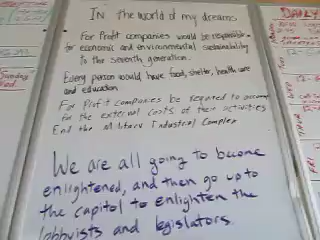 In the world of my dreams
For Profit companies would be responsible
for economic and environmental sustainability
to the seventh generation.
Every person would have food, shelter, health care
and education
For profit companies be required to account
for the external costs of their activities
End the Military Industrial Complex
We are all going to become
enlightened, and then go up to
the capitol to enlighten the
lobbyists and legislators.
DAILY